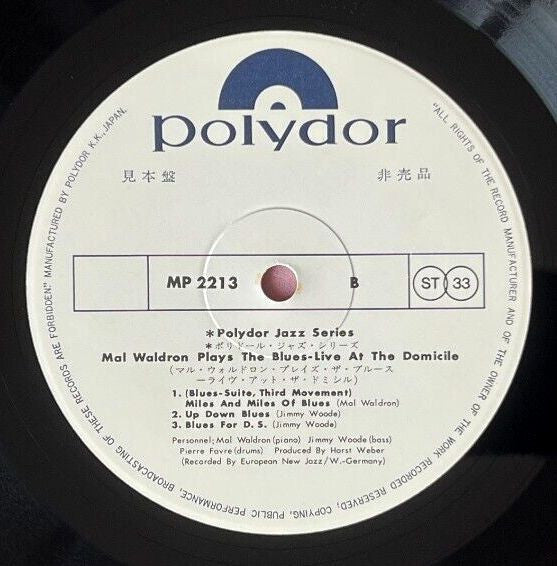 polydor
見本盤 非売品
MP 2213 B ST 33
*Polydor Jazz Series
*ポリドール・ジャズ・シリーズ
Mal Waldron Plays The Blues-Live At The Domicile
(マル・ウォルドロン・プレイズ・ザ・ブルース
ーライヴ・アット・ザ・ドミシル)
1. (Blues-Suite, Third Movement)
Miles And Miles Of Blues (Mal Waldron)
2. Up Down Blues (Jimmy Woode)
3. Blues For D. S. (Jimmy Woode)
Personnel; Mal Waldron (piano) Jimmy Woode (bass)
Pierre Favre (drums) Produced By Horst Weber
(Recorded By European New Jazz/W.-Germany)
"ALL RIGHTS OF THE RECORD MANUFACTURER AND OF THE OWNER OF THE WORK RECORDED RESERVED, COPYING, PUBLIC PERFORMANCE, BROADCASTING OF THESE RECORDS ARE FORBIDDEN." MANUFACTURED BY POLYDOR K.K., JAPAN.